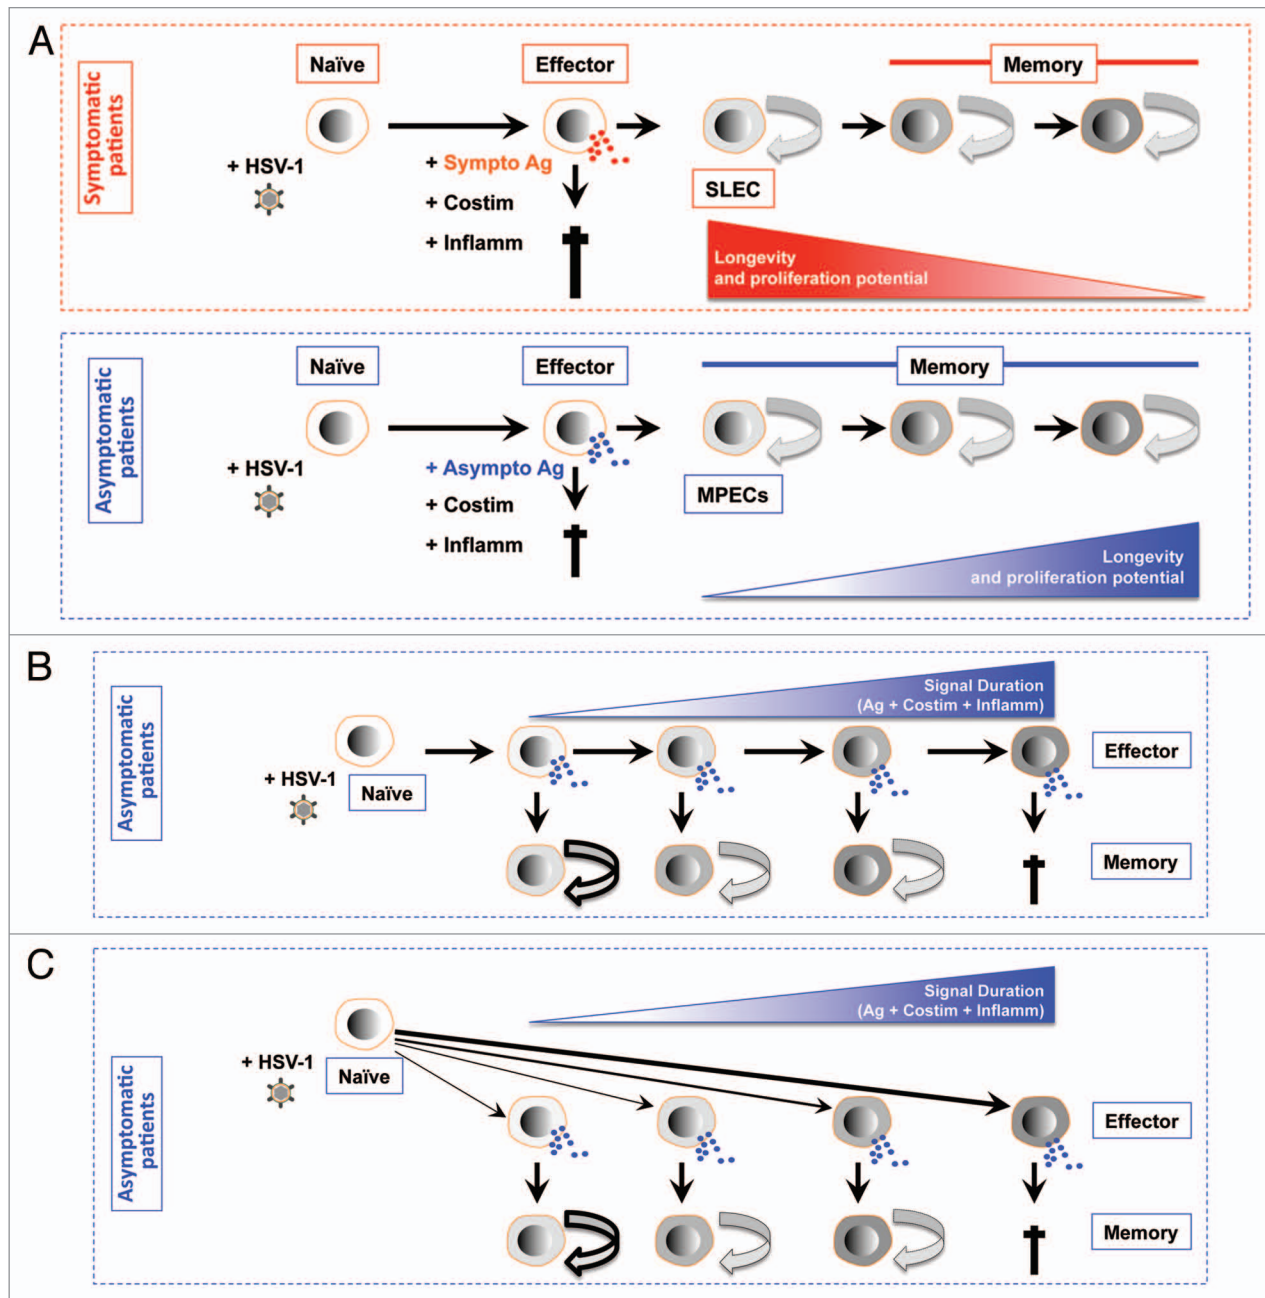 A
Symptomatic
patients
Naïve
Effector
Memory
+ HSV-1
+ Sympto Ag
+ Costim
+ Inflamm
SLEC
Longevity
and proliferation potential
Asymptomatic
patients
Naïve
Effector
Memory
+ HSV-1
+ Asympto Ag
+ Costim
+ Inflamm
MPECs
Longevity
and proliferation potential
B
Asymptomatic
patients
Signal Duration
(Ag + Costim + Inflamm)
+ HSV-1
Naïve
Effector
Memory
C
Asymptomatic
patients
Signal Duration
(Ag + Costim + Inflamm)
+ HSV-1
Naïve
Effector
Memory